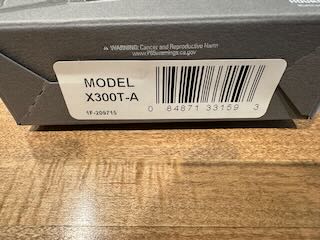 WARNING: Cancer and Reproductive Harm
www.P65warnings.ca.gov
MODEL
X300T-A
1F-209715
0 84871 33159 3